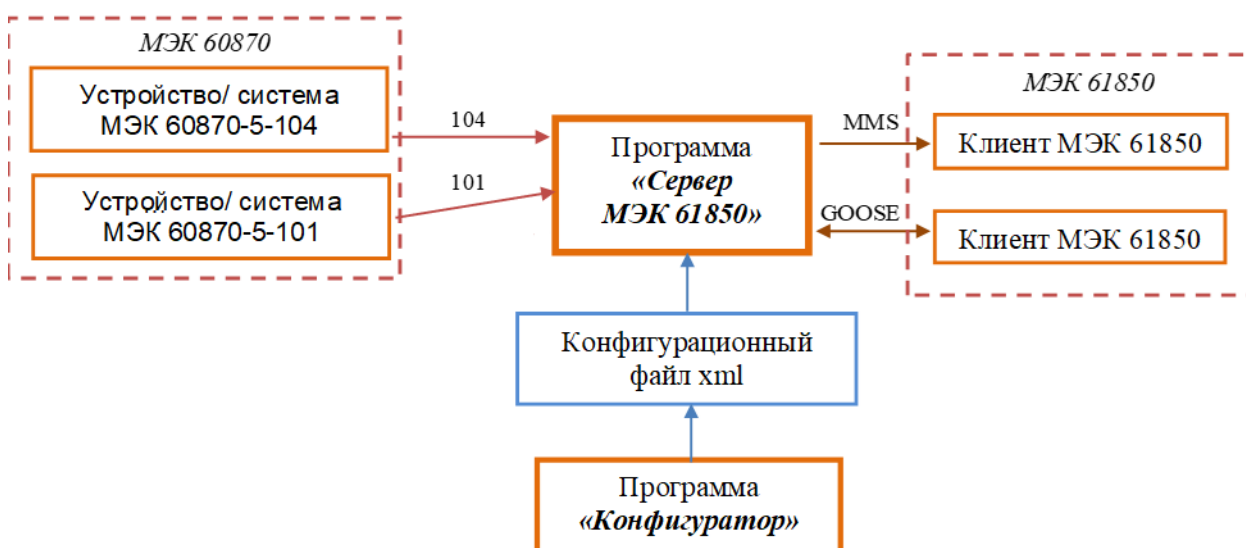 МЭК 60870
Устройство/ система
МЭК 60870-5-104
104
Устройство/ система
МЭК 60870-5-101
101
Программа
«Сервер
МЭК 61850»
MMS
GOOSE
МЭК 61850
Клиент МЭК 61850
Клиент МЭК 61850
Конфигурационный
файл xml
Программа
«Конфигуратор»